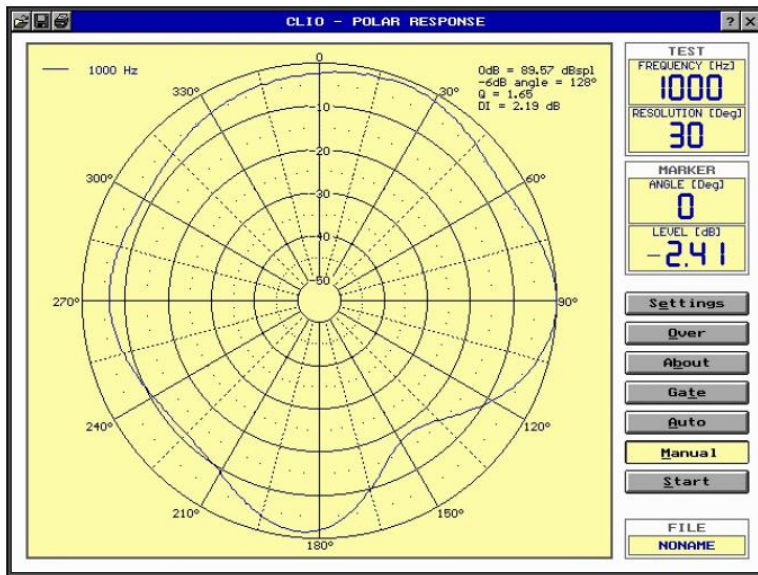 CLIO - POLAR RESPONSE
? X
1000 Hz
0dB = 89.57 dBspl
-6dB angle = 128°
Q = 1.65
DI = 2.19 dB
0
30°
60°
90°
120°
150°
180°
210°
240°
270°
300°
330°
-10
-20
-30
-40
-50
TEST
FREQUENCY [Hz]
1000
RESOLUTION [Deg]
30
MARKER
ANGLE [Deg]
0
LEVEL [dB]
-2.41
Settings
Over
About
Gate
Auto
Manual
Start
FILE
NONAME